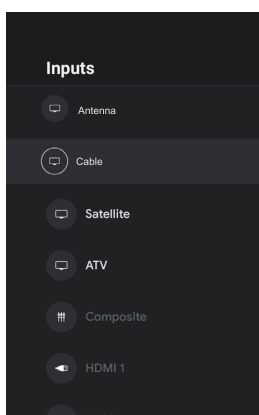 Inputs
Antenna
Cable
Satellite
ATV
Composite
HDMI 1